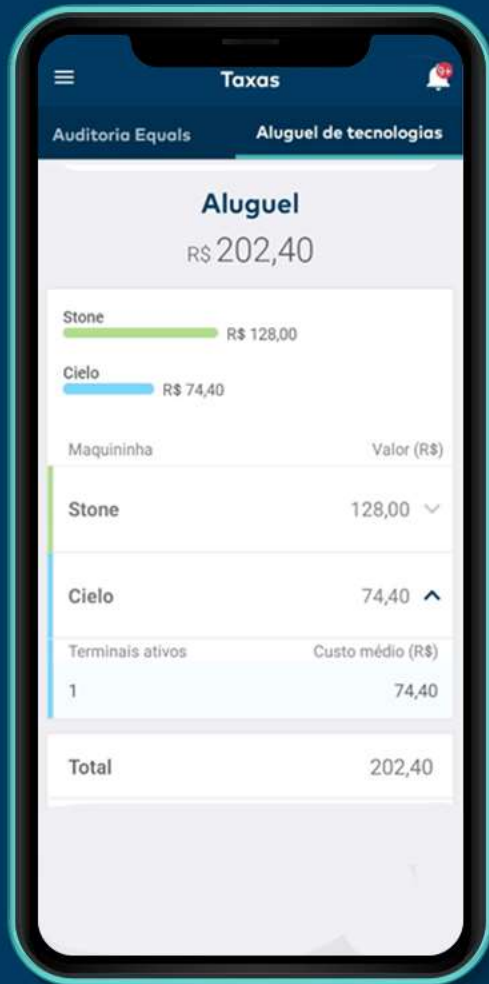 Taxas
9+
Auditoria Equals Aluguel de tecnologias
Aluguel
R$ 202,40
Stone
R$ 128,00
Cielo
R$ 74,40
Maquininha Valor (R$)
Stone 128,00
Cielo 74,40
Terminais ativos Custo médio (R$)
1 74,40
Total 202,40